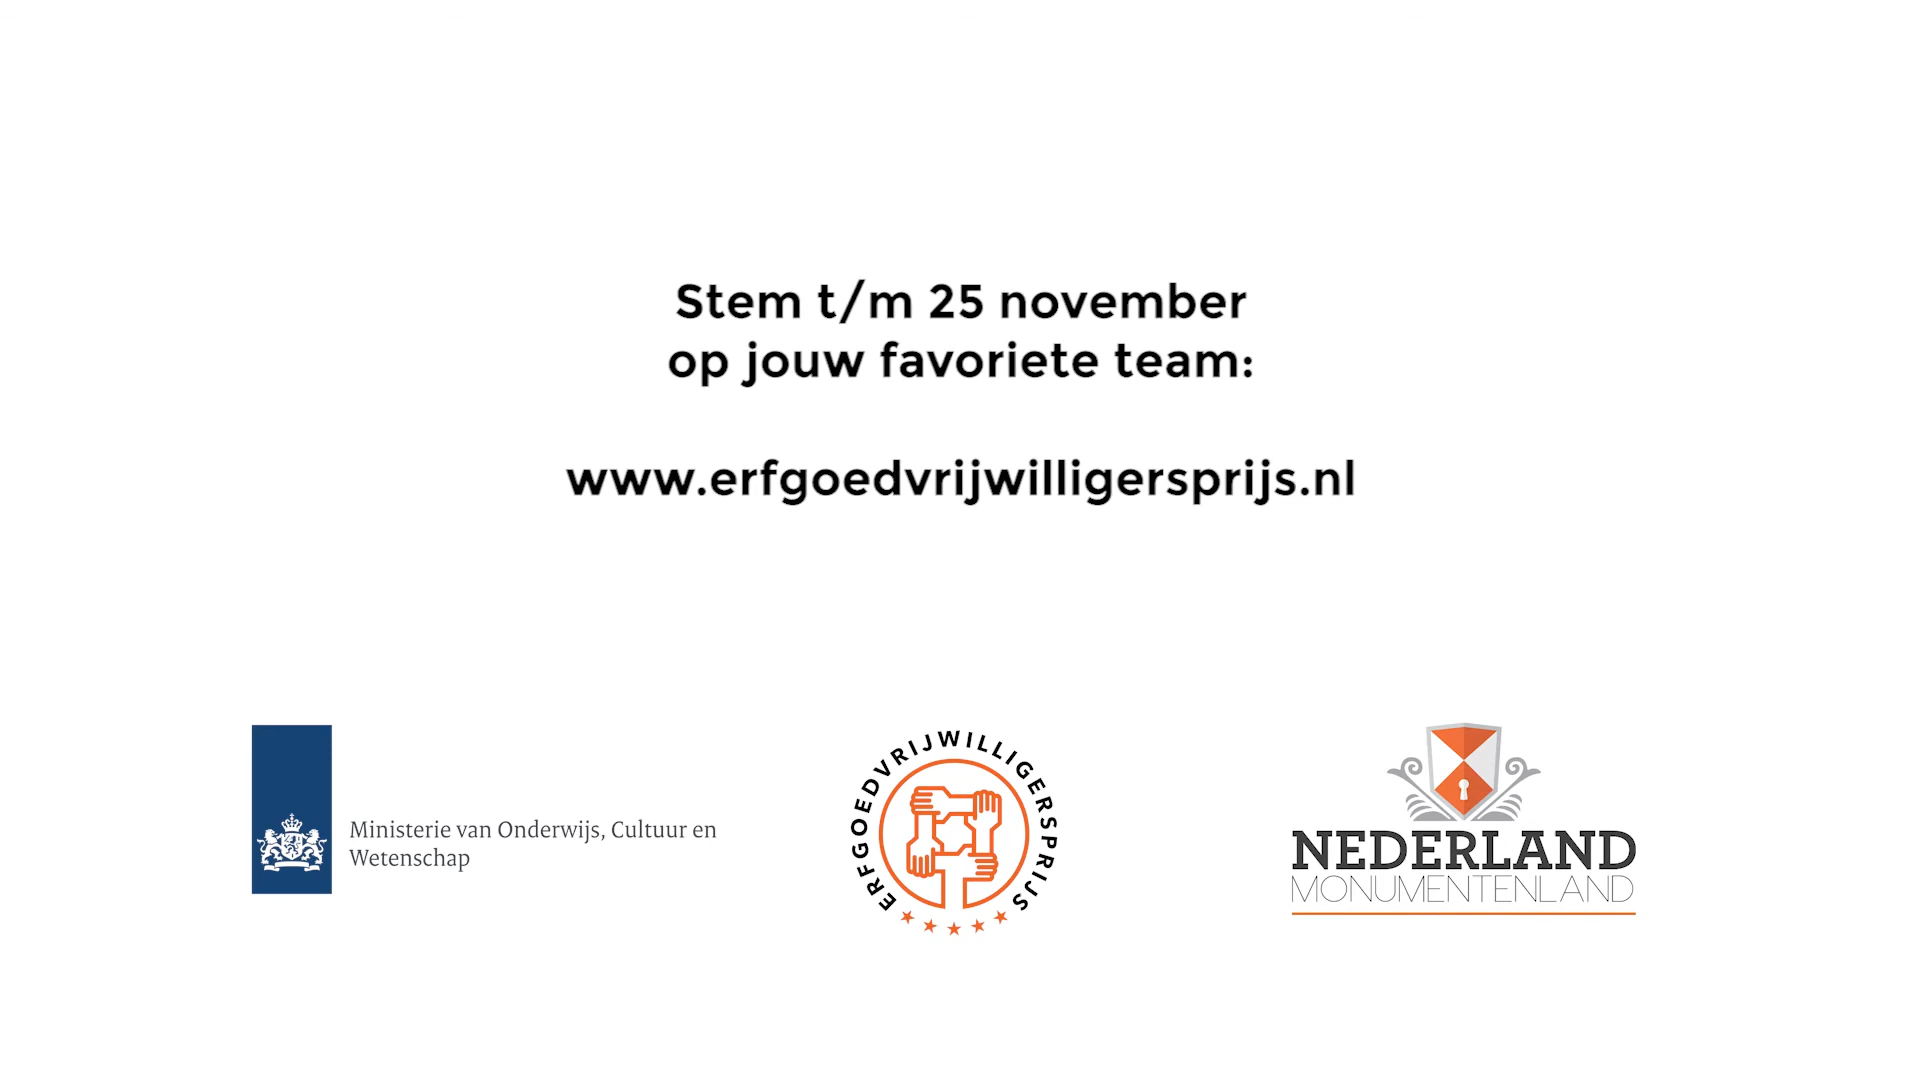 Stem t/m 25 november
op jouw favoriete team:
www.erfgoedvrijwilligersprijs.nl
Ministerie van Onderwijs, Cultuur en
Wetenschap
ERFGOEDVRIJWILLIGERSPRIJS
NEDERLAND
MONUMENTENLAND